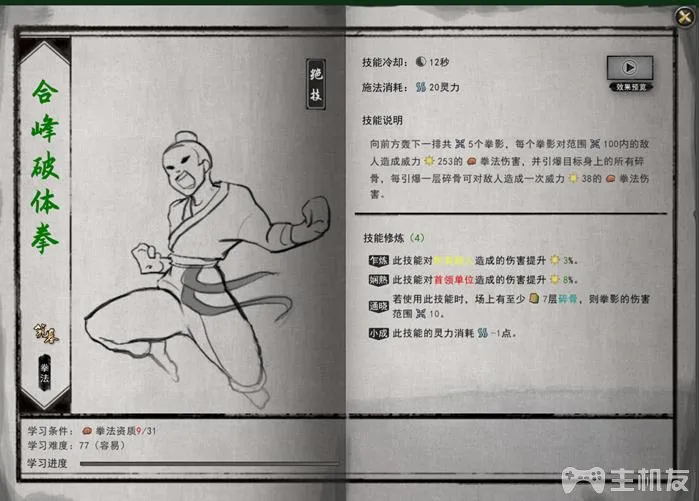 合峰破体拳
绝技
拳法
学习条件： 拳法资质9/31
学习难度：77（容易）
学习进度
技能冷却： 12秒
施法消耗： 20灵力
效果预览
技能说明
向前方轰下一排共 5个拳影，每个拳影对范围 100内的敌
人造成威力 253的 拳法伤害，并引爆目标身上的所有碎
骨，每引爆一层碎骨可对敌人造成一次威力 38的 拳法伤
害。
技能修炼（4）
乍炼 此技能对 造成的伤害提升 3%。
娴熟 此技能对首领单位造成的伤害提升 8%。
通晓 若使用此技能时，场上有至少 7层碎骨，则拳影的伤害
范围 10。
小成 此技能的灵力消耗 -1点。
主机友